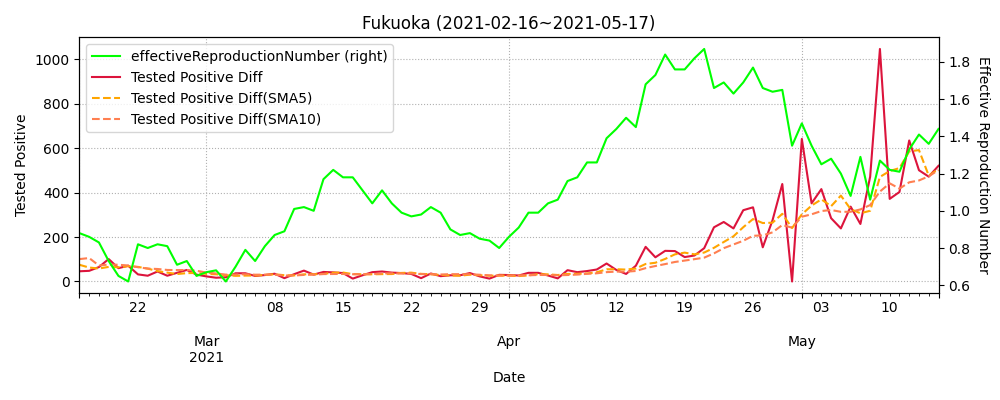 Fukuoka (2021-02-16~2021-05-17)
effectiveReproductionNumber (right)
Tested Positive Diff
Tested Positive Diff(SMA5)
Tested Positive Diff(SMA10)
Tested Positive
1000
800
600
400
200
0
Effective Reproduction Number
1.8
1.6
1.4
1.2
1.0
0.8
0.6
22 08 15 22 29 05 12 19 26 03 10
Mar Apr May
2021
Date